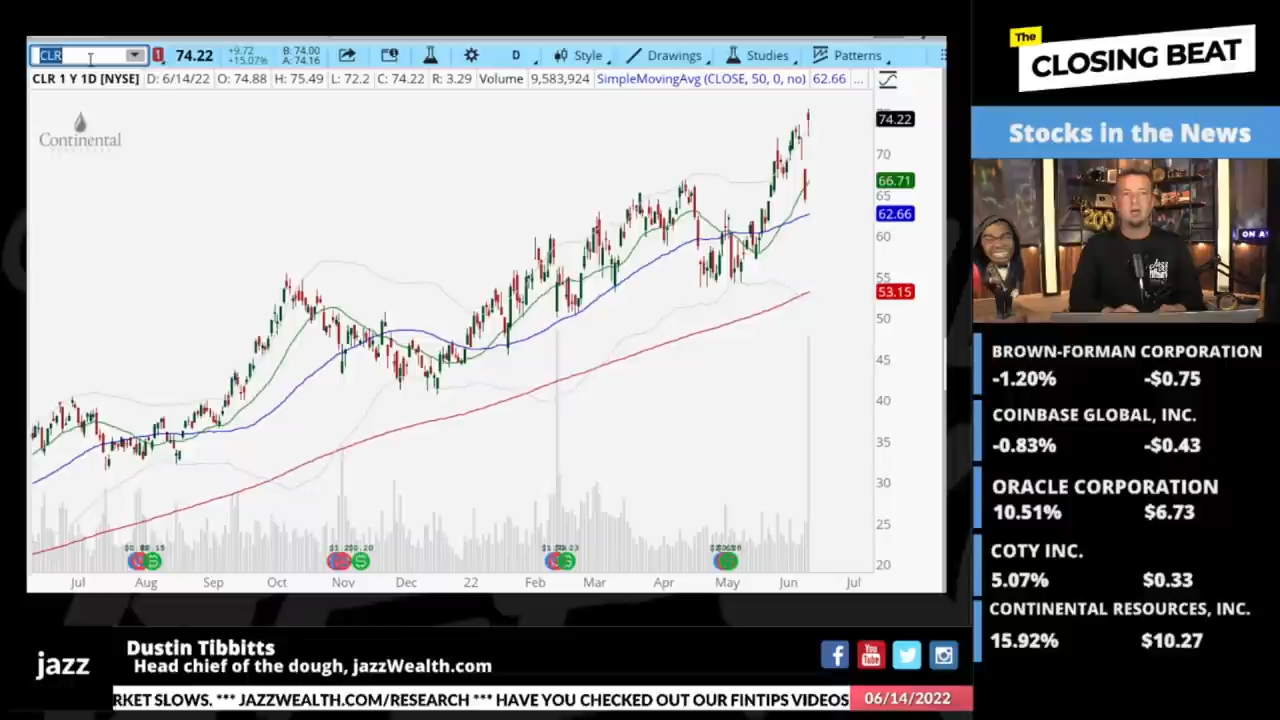 CLR
1
74.22
+9.72
+15.07%
B: 74.00
A: 74.16
D
Style
Drawings
Studies
Patterns
CLR 1 Y 1D [NYSE]
D: 6/14/22
O: 74.88
H: 75.49
L: 72.2
C: 74.22
R: 3.29
Volume
9,583,924
SimpleMovingAvg (CLOSE, 50, 0, no)
62.66
...
Continental
74.22
70
66.71
65
62.66
60
55
53.15
50
45
40
35
30
25
20
Jul
Aug
Sep
Oct
Nov
Dec
22
Feb
Mar
Apr
May
Jun
Jul
The
CLOSING BEAT
Stocks in the News
200
ON A
BROWN-FORMAN CORPORATION
-1.20% -$0.75
COINBASE GLOBAL, INC.
-0.83% -$0.43
ORACLE CORPORATION
10.51% $6.73
COTY INC.
5.07% $0.33
CONTINENTAL RESOURCES, INC.
15.92% $10.27
jazz
Dustin Tibbitts
Head chief of the dough, jazzWealth.com
RKET SLOWS. *** JAZZWEALTH.COM/RESEARCH *** HAVE YOU CHECKED OUT OUR FINTIPS VIDEOS
06/14/2022